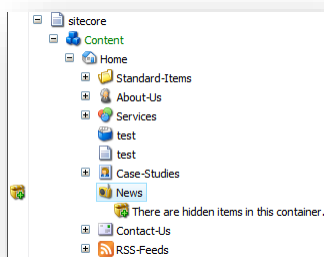 sitecore
Content
Home
Standard-Items
About-Us
Services
test
test
Case-Studies
News
There are hidden items in this container.
Contact-Us
RSS-Feeds